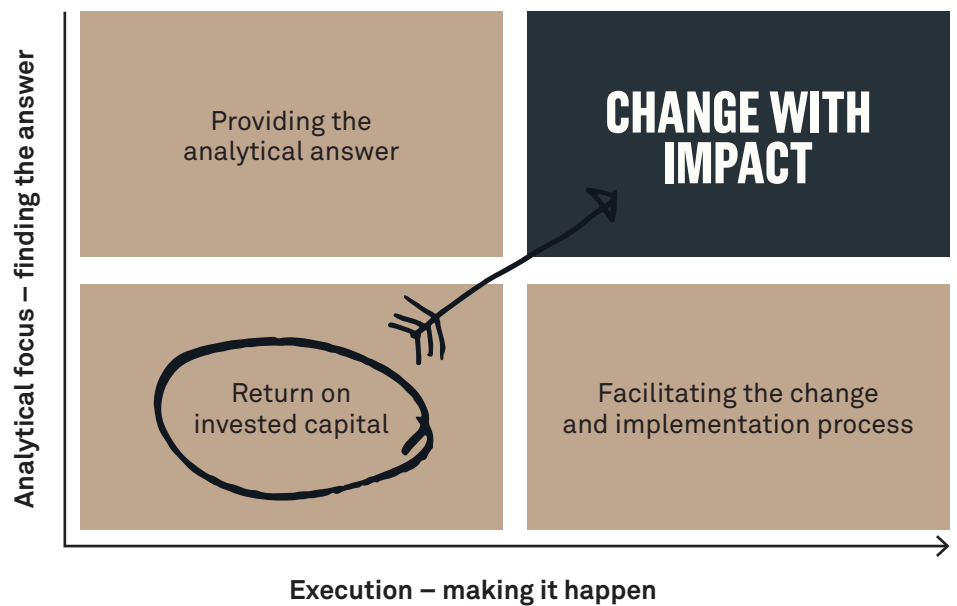 Analytical focus – finding the answer
Providing the
analytical answer
CHANGE WITH
IMPACT
Return on
invested capital
Facilitating the change
and implementation process
Execution – making it happen